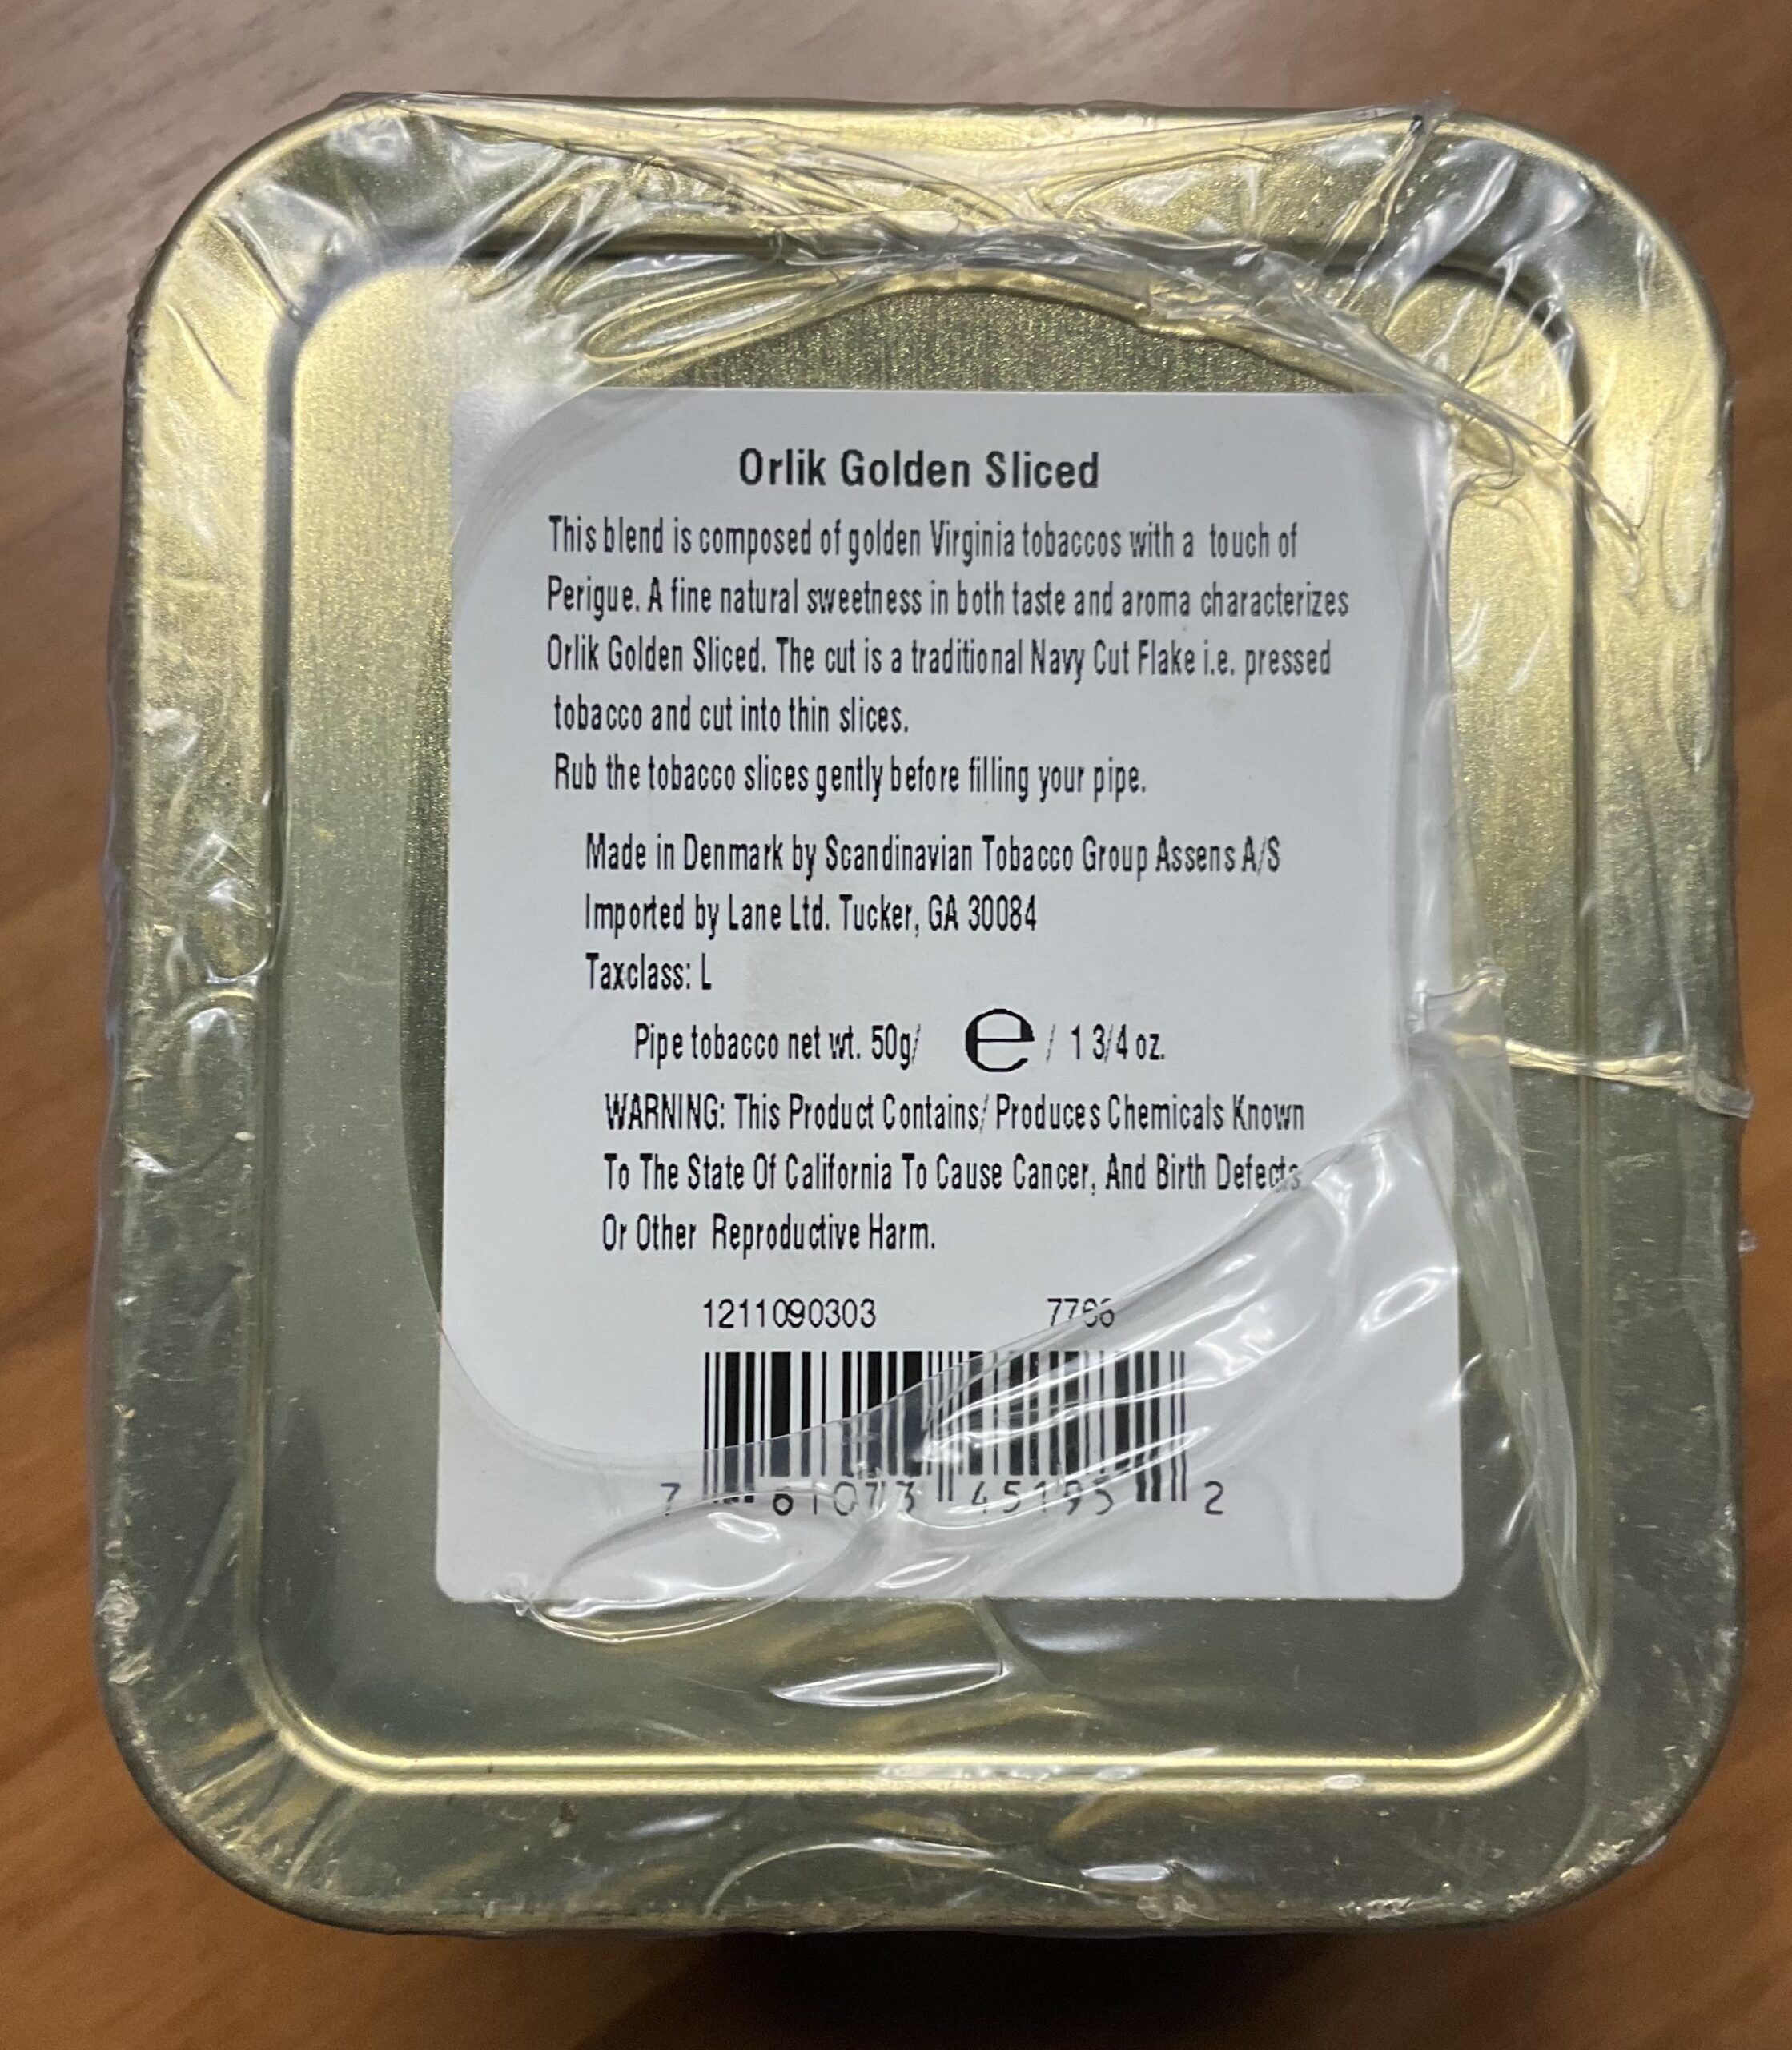 Orlik Golden Sliced
This blend is composed of golden Virginia tobaccos with a touch of
Perigue. A fine natural sweetness in both taste and aroma characterizes
Orlik Golden Sliced. The cut is a traditional Navy Cut Flake i.e. pressed
tobacco and cut into thin slices.
Rub the tobacco slices gently before filling your pipe.
Made in Denmark by Scandinavian Tobacco Group Assens A/S
Imported by Lane Ltd. Tucker, GA 30084
Taxclass: L
Pipe tobacco net wt. 50g/ e / 1 3/4 oz.
WARNING: This Product Contains/ Produces Chemicals Known
To The State Of California To Cause Cancer, And Birth Defects
Or Other Reproductive Harm.
1211090303
7 61073 45195 2